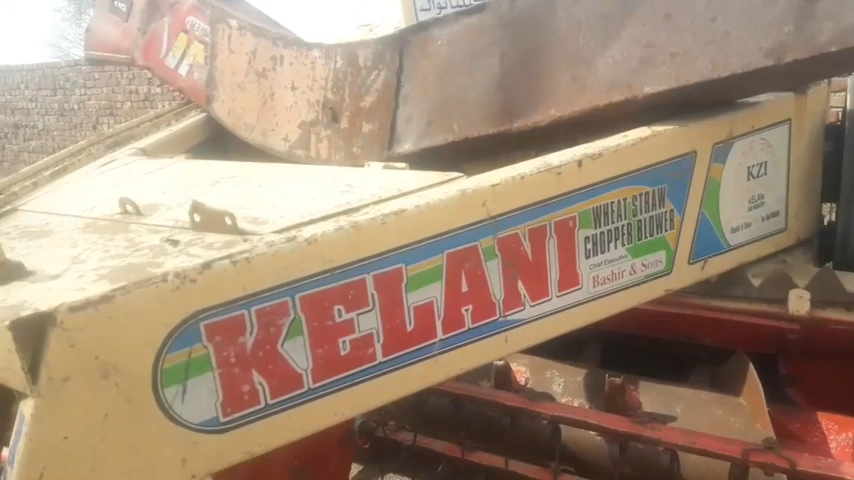 KELANI
WHEAT STRAW
CHOPPER BLOWER
Chief Executive
Bashir & Sons
KZI
KELANI
Bashir & Sons